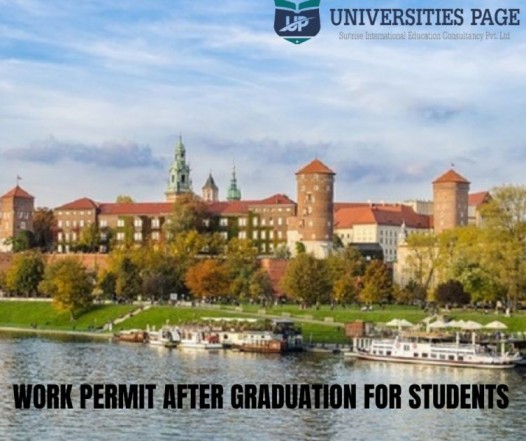 UP
UNIVERSITIES PAGE
Sunrise International Education Consultancy Pvt. Ltd
WORK PERMIT AFTER GRADUATION FOR STUDENTS